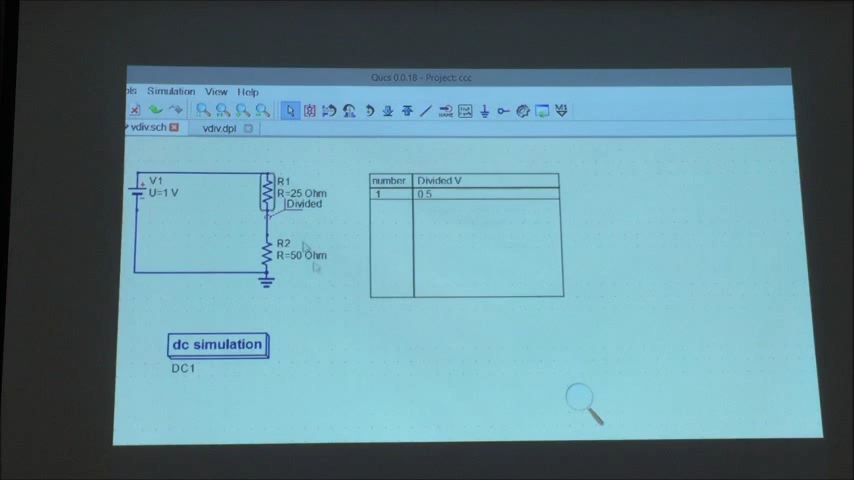 Qucs 0.0.18 - Project: ccc
ols Simulation View Help
vdiv.sch vdiv.dpl
V1
U=1 V
R1
R=25 Ohm
Divided
R2
R=50 Ohm
number Divided V
1 0.5
dc simulation
DC1